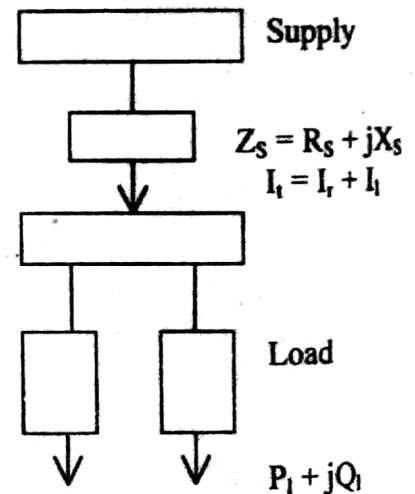 Supply
Z_S = R_S + jX_S
I_t = I_r + I_l
Load
P_l + jQ_l